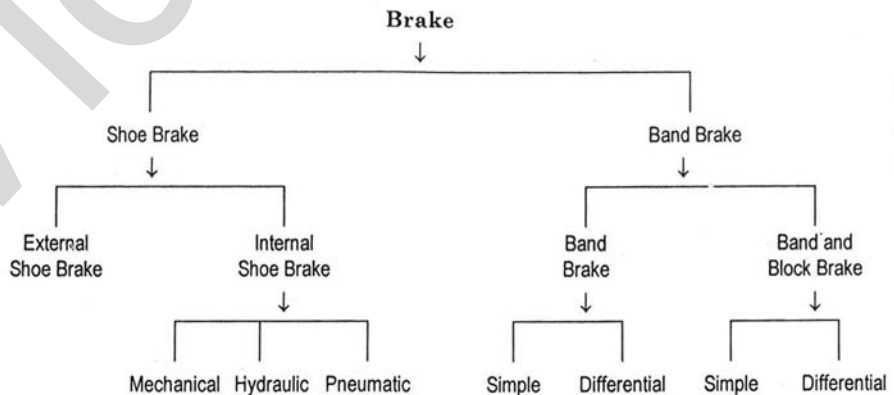 Brake
Shoe Brake Band Brake
External Internal Band Band and
Shoe Brake Shoe Brake Brake Block Brake
Mechanical Hydraulic Pneumatic Simple Differential Simple Differential